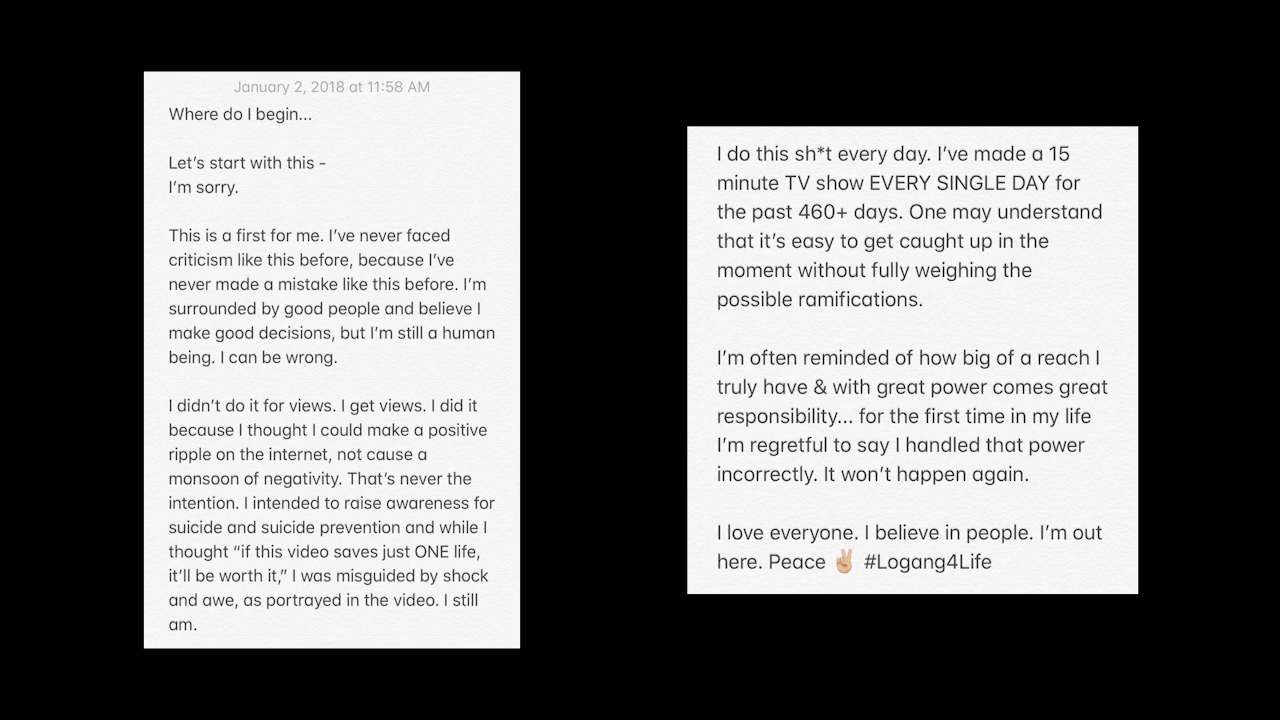 January 2, 2018 at 11:58 AM
Where do I begin...
Let's start with this -
I'm sorry.
This is a first for me. I've never faced
criticism like this before, because I've
never made a mistake like this before. I'm
surrounded by good people and believe I
make good decisions, but I'm still a human
being. I can be wrong.
I didn't do it for views. I get views. I did it
because I thought I could make a positive
ripple on the internet, not cause a
monsoon of negativity. That's never the
intention. I intended to raise awareness for
suicide and suicide prevention and while I
thought “if this video saves just ONE life,
it'll be worth it,” I was misguided by shock
and awe, as portrayed in the video. I still
am.
I do this sh*t every day. I've made a 15
minute TV show EVERY SINGLE DAY for
the past 460+ days. One may understand
that it's easy to get caught up in the
moment without fully weighing the
possible ramifications.
I'm often reminded of how big of a reach I
truly have & with great power comes great
responsibility... for the first time in my life
I'm regretful to say I handled that power
incorrectly. It won't happen again.
I love everyone. I believe in people. I'm out
here. Peace ✌🏼 #Logang4Life